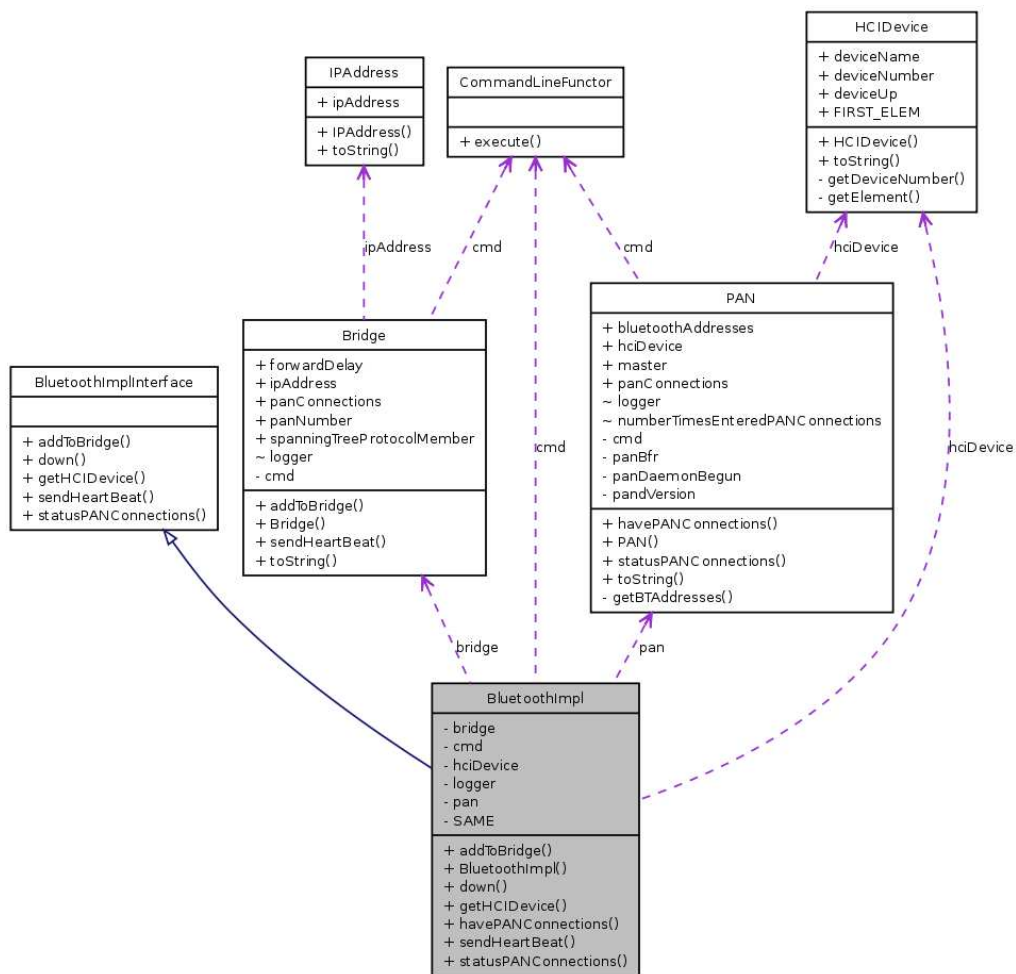 HCIDevice
+ deviceName
+ deviceNumber
+ deviceUp
+ FIRST_ELEM
+ HCIDevice()
+ toString()
- getDeviceNumber()
- getElement()
IPAddress
+ ipAddress
+ IPAddress()
+ toString()
CommandLineFunctor
+ execute()
ipAddress
cmd
cmd
hciDevice
PAN
+ bluetoothAddresses
+ hciDevice
+ master
+ panConnections
~ logger
~ numberTimesEnteredPANConnections
- cmd
- panBfr
- panDaemonBegun
- pandVersion
+ havePANConnections()
+ PAN()
+ statusPANConnections()
+ toString()
- getBTAddresses()
Bridge
+ forwardDelay
+ ipAddress
+ panConnections
+ panNumber
+ spanningTreeProtocolMember
~ logger
- cmd
+ addToBridge()
+ Bridge()
+ sendHeartBeat()
+ toString()
BluetoothImplInterface
+ addToBridge()
+ down()
+ getHCIDevice()
+ sendHeartBeat()
+ statusPANConnections()
cmd
hciDevice
bridge
pan
BluetoothImpl
- bridge
- cmd
- hciDevice
- logger
- pan
- SAME
+ addToBridge()
+ BluetoothImpl()
+ down()
+ getHCIDevice()
+ havePANConnections()
+ sendHeartBeat()
+ statusPANConnections()